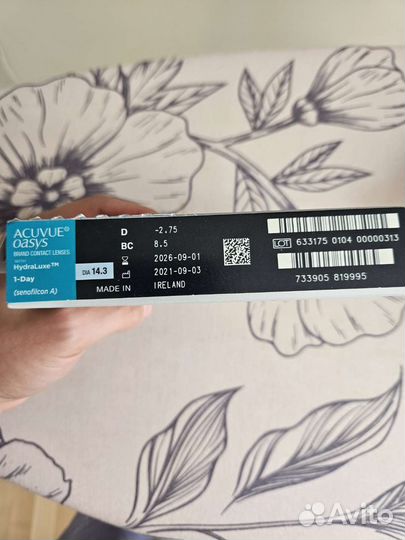 ACUVUE®
oasys
BRAND CONTACT LENSES
WITH
HydraLuxe™
1-Day
(senofilcon A)
DIA 14.3
D -2.75
BC 8.5
2026-09-01
2021-09-03
MADE IN IRELAND
LOT 633175 0104 00000313
733905 819995
Avito